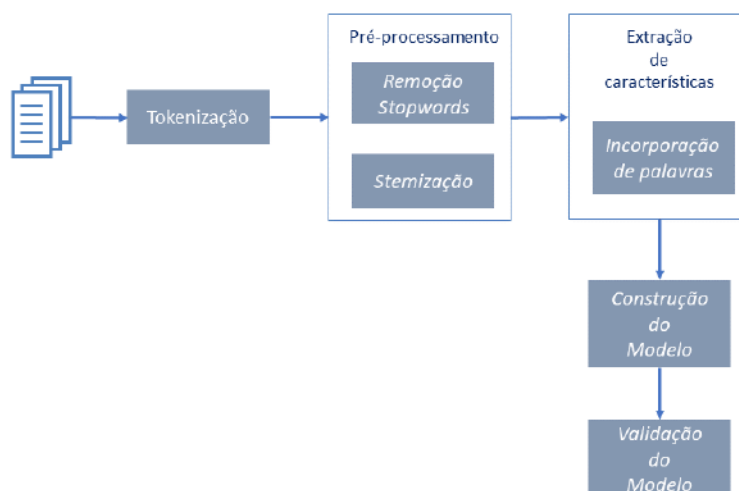 Tokenização
Pré-processamento
Remoção
Stopwords
Stemização
Extração
de
características
Incorporação
de palavras
Construção
do
Modelo
Validação
do
Modelo